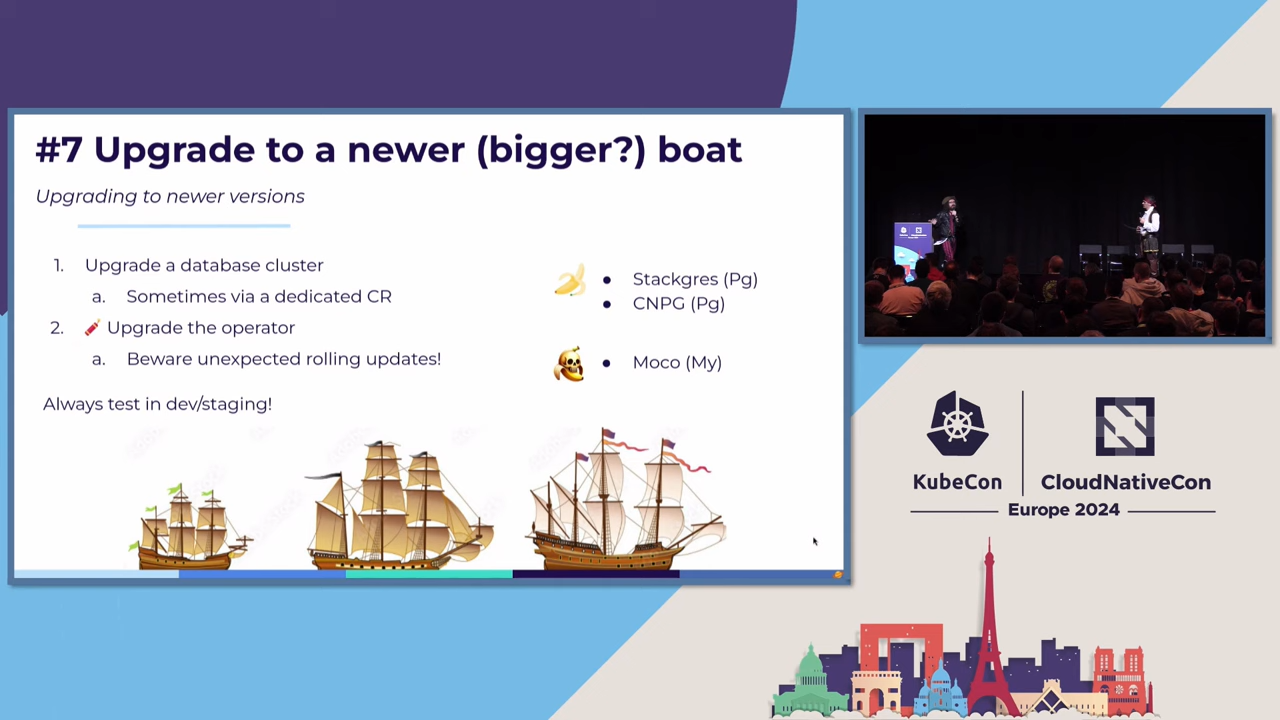 #7 Upgrade to a newer (bigger?) boat
Upgrading to newer versions
1. Upgrade a database cluster
a. Sometimes via a dedicated CR
2. 🧨 Upgrade the operator
a. Beware unexpected rolling updates!
Always test in dev/staging!
● Stackgres (Pg)
● CNPG (Pg)
● Moco (My)
KubeCon
CloudNativeCon
Europe 2024